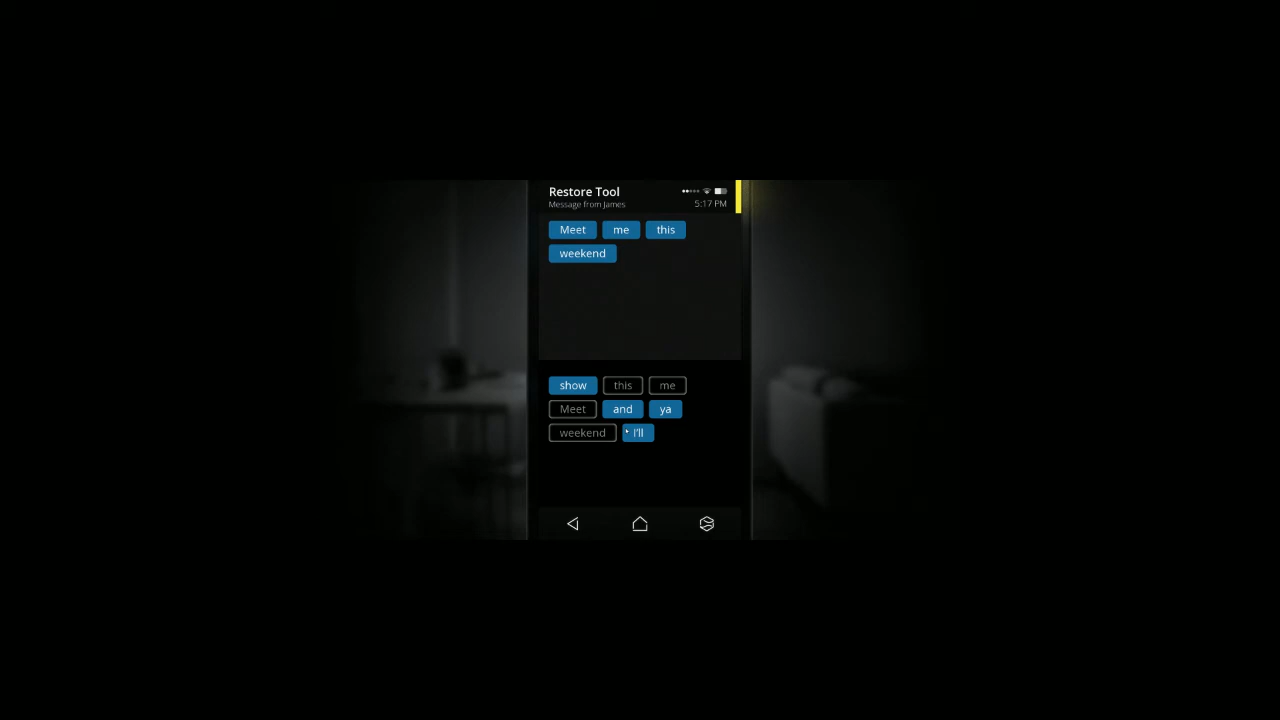 Restore Tool
Message from James
5:17 PM
Meet me this
weekend
show this me
Meet and ya
weekend I'll